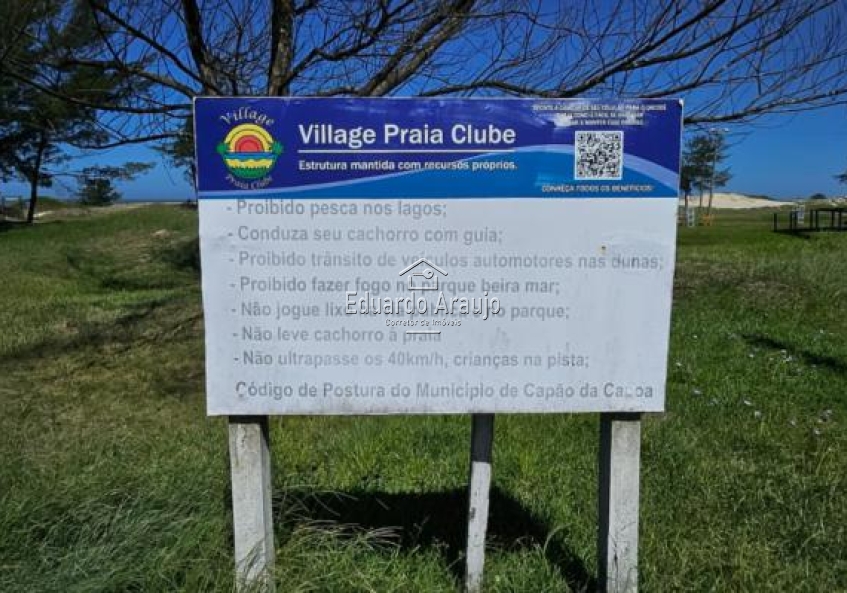 Village
Praia Clube
Village Praia Clube
Estrutura mantida com recursos próprios.
CONHEÇA TODOS OS BENEFÍCIOS!
- Proibido pesca nos lagos;
- Conduza seu cachorro com guia;
- Proibido trânsito de veículos automotores nas dunas;
- Proibido fazer fogo no parque beira mar;
- Não jogue lixo na pública e no parque;
- Não leve cachorro à praia
- Não ultrapasse os 40km/h, crianças na pista;
Código de Postura do Município de Capão da Canoa
Eduardo Araujo
Corretor de Imóveis